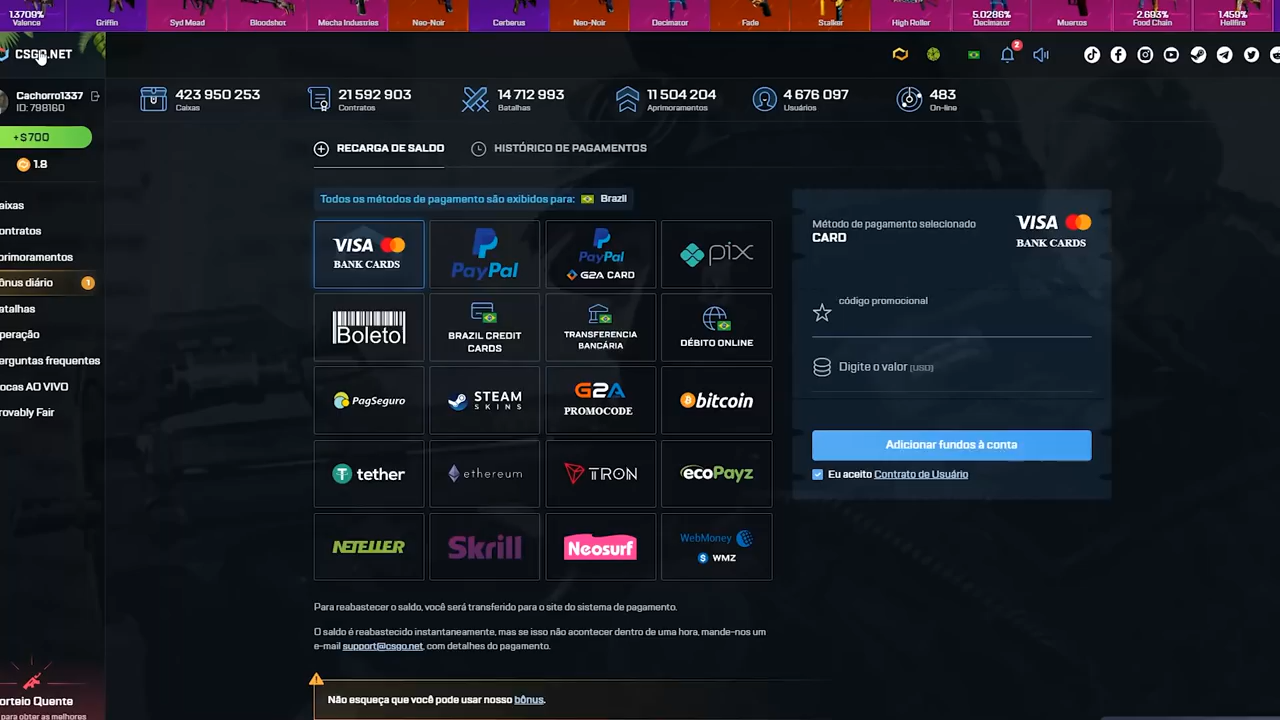 1.3709%
Valence
Griffin
Syd Mead
Bloodshot
Mecha Industries
Neo-Noir
Cerberus
Neo-Noir
Decimator
Fade
Stalker
High Roller
5.0286%
Decimator
Muertos
2.693%
Food Chain
1.459%
Hellfire
CSGO.NET
2
Cachorro1337
ID: 798160
+$700
1.8
423 950 253
Caixas
21 592 903
Contratos
14 712 993
Batalhas
11 504 204
Aprimoramentos
4 676 097
Usuários
483
On-line
aixas
ontratos
primoramentos
ônus diário 1
atalhas
peração
erguntas frequentes
ocas AO VIVO
rovably Fair
orteio Quente
para obter as melhores
RECARGA DE SALDO
HISTÓRICO DE PAGAMENTOS
Todos os métodos de pagamento são exibidos para: Brazil
VISA
BANK CARDS
PayPal
PayPal
G2A CARD
pix
Boleto
BRAZIL CREDIT
CARDS
TRANSFERENCIA
BANCÁRIA
DÉBITO ONLINE
PagSeguro
STEAM
SKINS
G2A
PROMOCODE
bitcoin
tether
ethereum
TRON
ecoPayz
NETELLER
Skrill
Neosurf
WebMoney
WMZ
Método de pagamento selecionado
CARD
VISA
BANK CARDS
código promocional
Digite o valor (USD)
Adicionar fundos à conta
Eu aceito Contrato de Usuário
Para reabastecer o saldo, você será transferido para o site do sistema de pagamento.
O saldo é reabastecido instantaneamente, mas se isso não acontecer dentro de uma hora, mande-nos um
e-mail support@csgo.net, com detalhes do pagamento.
Não esqueça que você pode usar nosso bônus.